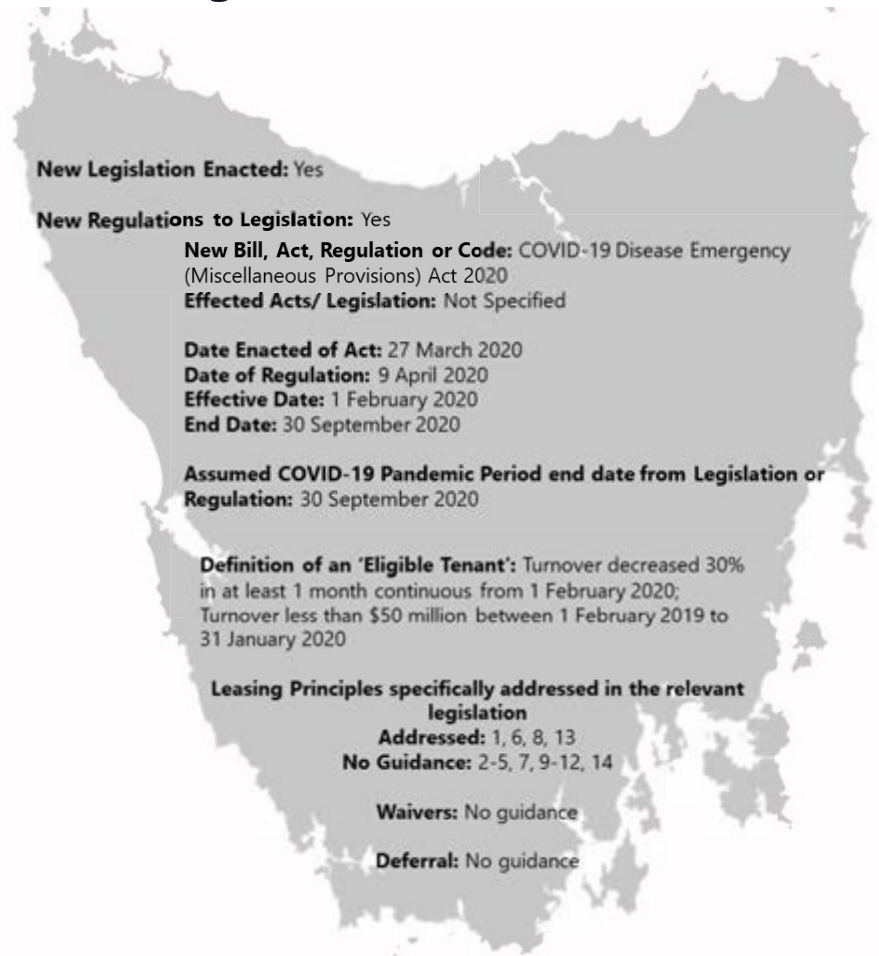 New Legislation Enacted: Yes
New Regulations to Legislation: Yes
New Bill, Act, Regulation or Code: COVID-19 Disease Emergency
(Miscellaneous Provisions) Act 2020
Effected Acts/ Legislation: Not Specified
Date Enacted of Act: 27 March 2020
Date of Regulation: 9 April 2020
Effective Date: 1 February 2020
End Date: 30 September 2020
Assumed COVID-19 Pandemic Period end date from Legislation or
Regulation: 30 September 2020
Definition of an ‘Eligible Tenant’: Turnover decreased 30%
in at least 1 month continuous from 1 February 2020;
Turnover less than $50 million between 1 February 2019 to
31 January 2020
Leasing Principles specifically addressed in the relevant
legislation
Addressed: 1, 6, 8, 13
No Guidance: 2-5, 7, 9-12, 14
Waivers: No guidance
Deferral: No guidance